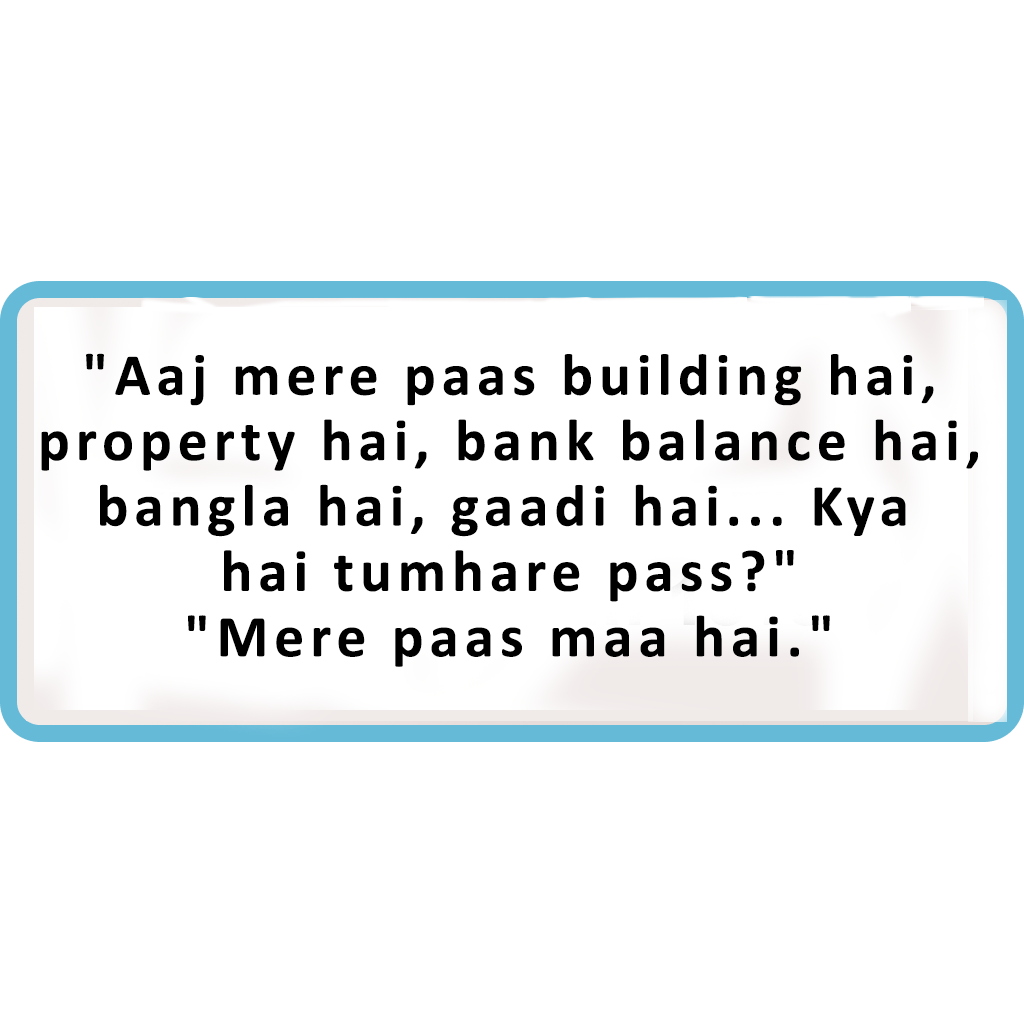 "Aaj mere paas building hai,
property hai, bank balance hai,
bangla hai, gaadi hai... Kya
hai tumhare pass?"
"Mere paas maa hai."